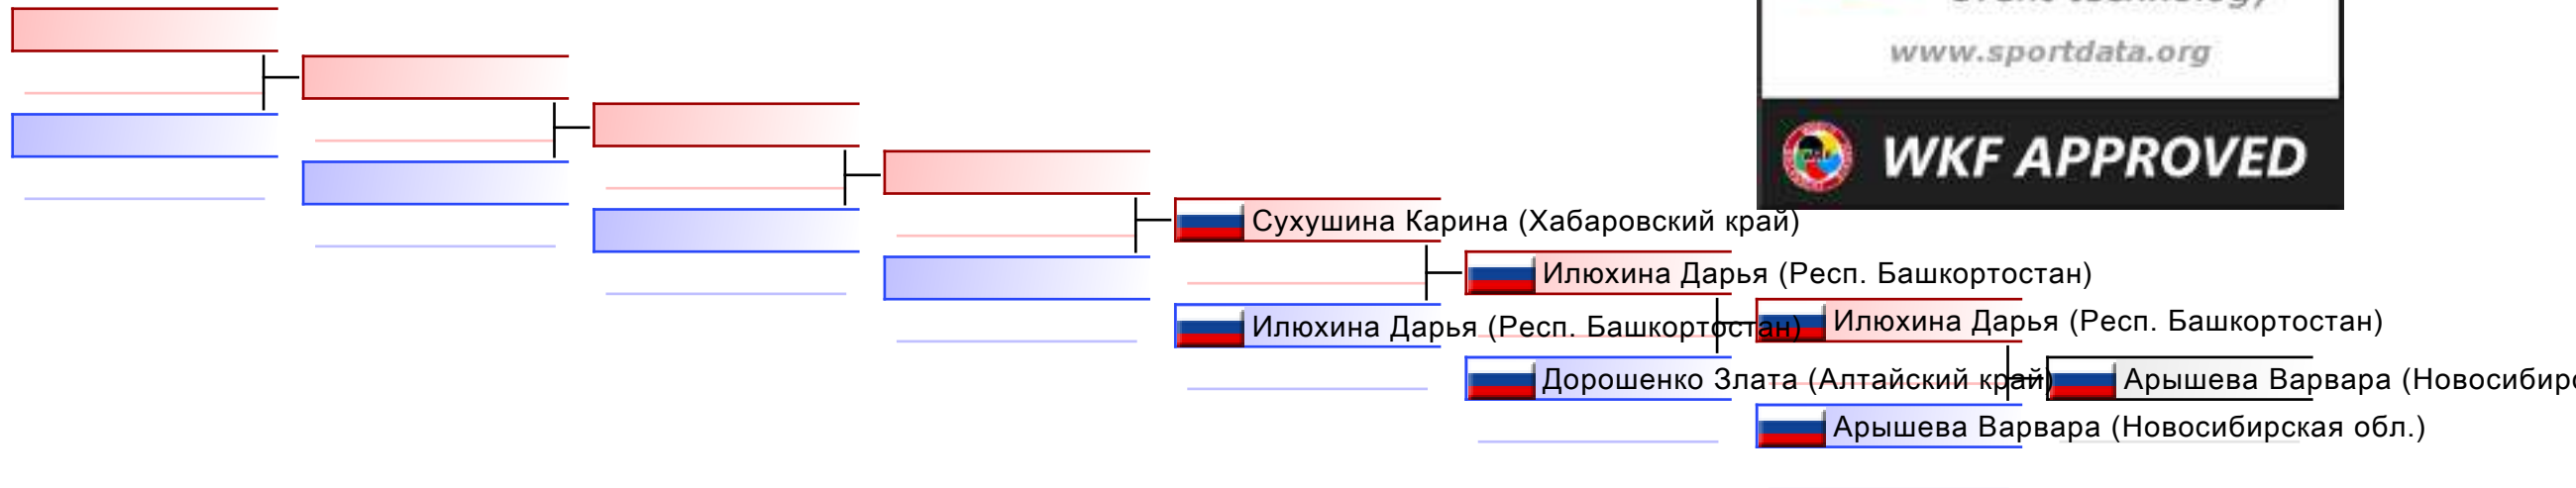 www.sportdata.org
WKF APPROVED
Сухушина Карина (Хабаровский край)
Илюхина Дарья (Респ. Башкортостан)
Илюхина Дарья (Респ. Башкортостан)
Илюхина Дарья (Респ. Башкортостан)
Дорошенко Злата (Алтайский край)
Арышева Варвара (Новосибирс
Арышева Варвара (Новосибирская обл.)